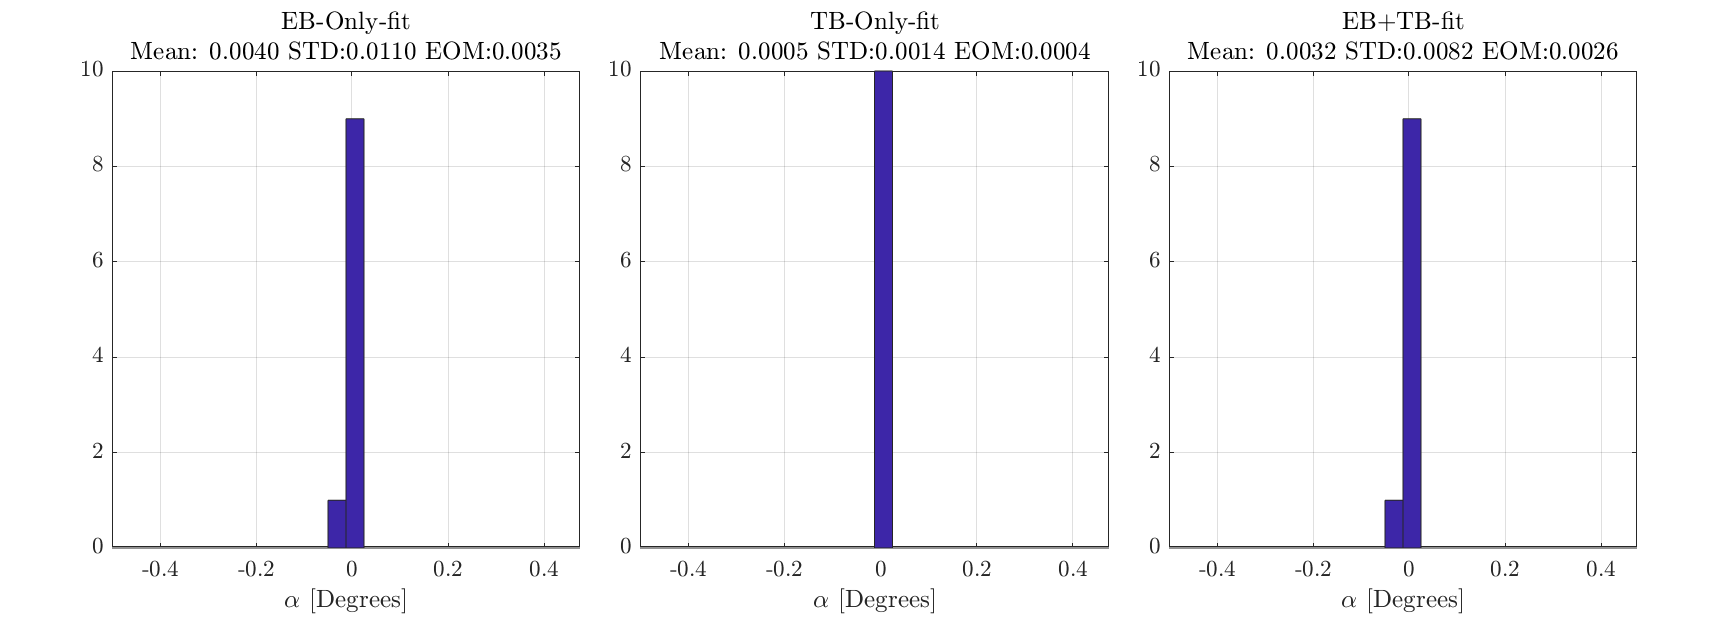 EB-Only-fit
Mean: 0.0040 STD:0.0110 EOM:0.0035
10
8
6
4
2
0
-0.4 -0.2 0 0.2 0.4
α [Degrees]
TB-Only-fit
Mean: 0.0005 STD:0.0014 EOM:0.0004
10
8
6
4
2
0
-0.4 -0.2 0 0.2 0.4
α [Degrees]
EB+TB-fit
Mean: 0.0032 STD:0.0082 EOM:0.0026
10
8
6
4
2
0
-0.4 -0.2 0 0.2 0.4
α [Degrees]